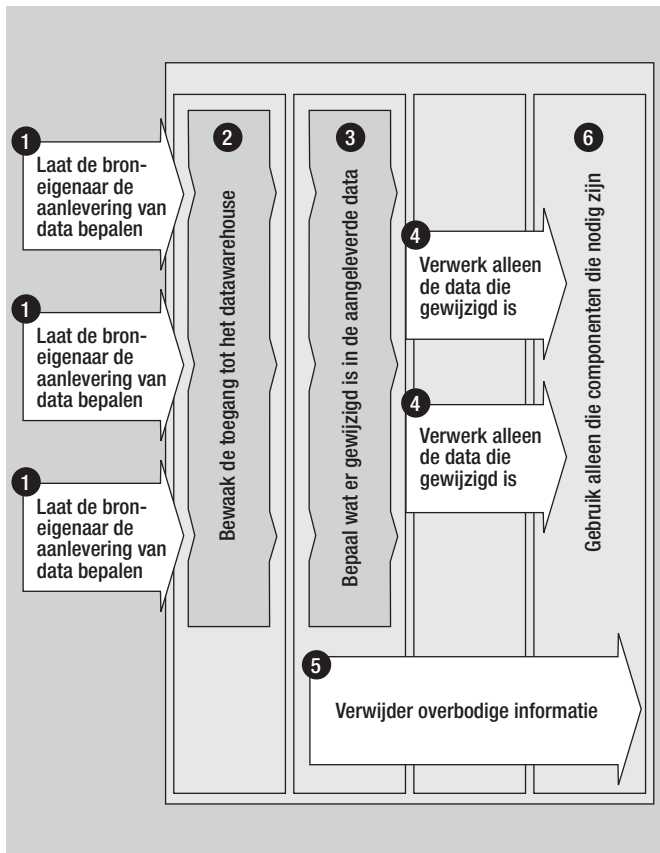 1
Laat de bron-
eigenaar de
aanlevering van
data bepalen
1
Laat de bron-
eigenaar de
aanlevering van
data bepalen
1
Laat de bron-
eigenaar de
aanlevering van
data bepalen
2
Bewaak de toegang tot het datawarehouse
3
Bepaal wat er gewijzigd is in de aangeleverde data
4
Verwerk alleen
de data die
gewijzigd is
4
Verwerk alleen
de data die
gewijzigd is
5
Verwijder overbodige informatie
6
Gebruik alleen die componenten die nodig zijn